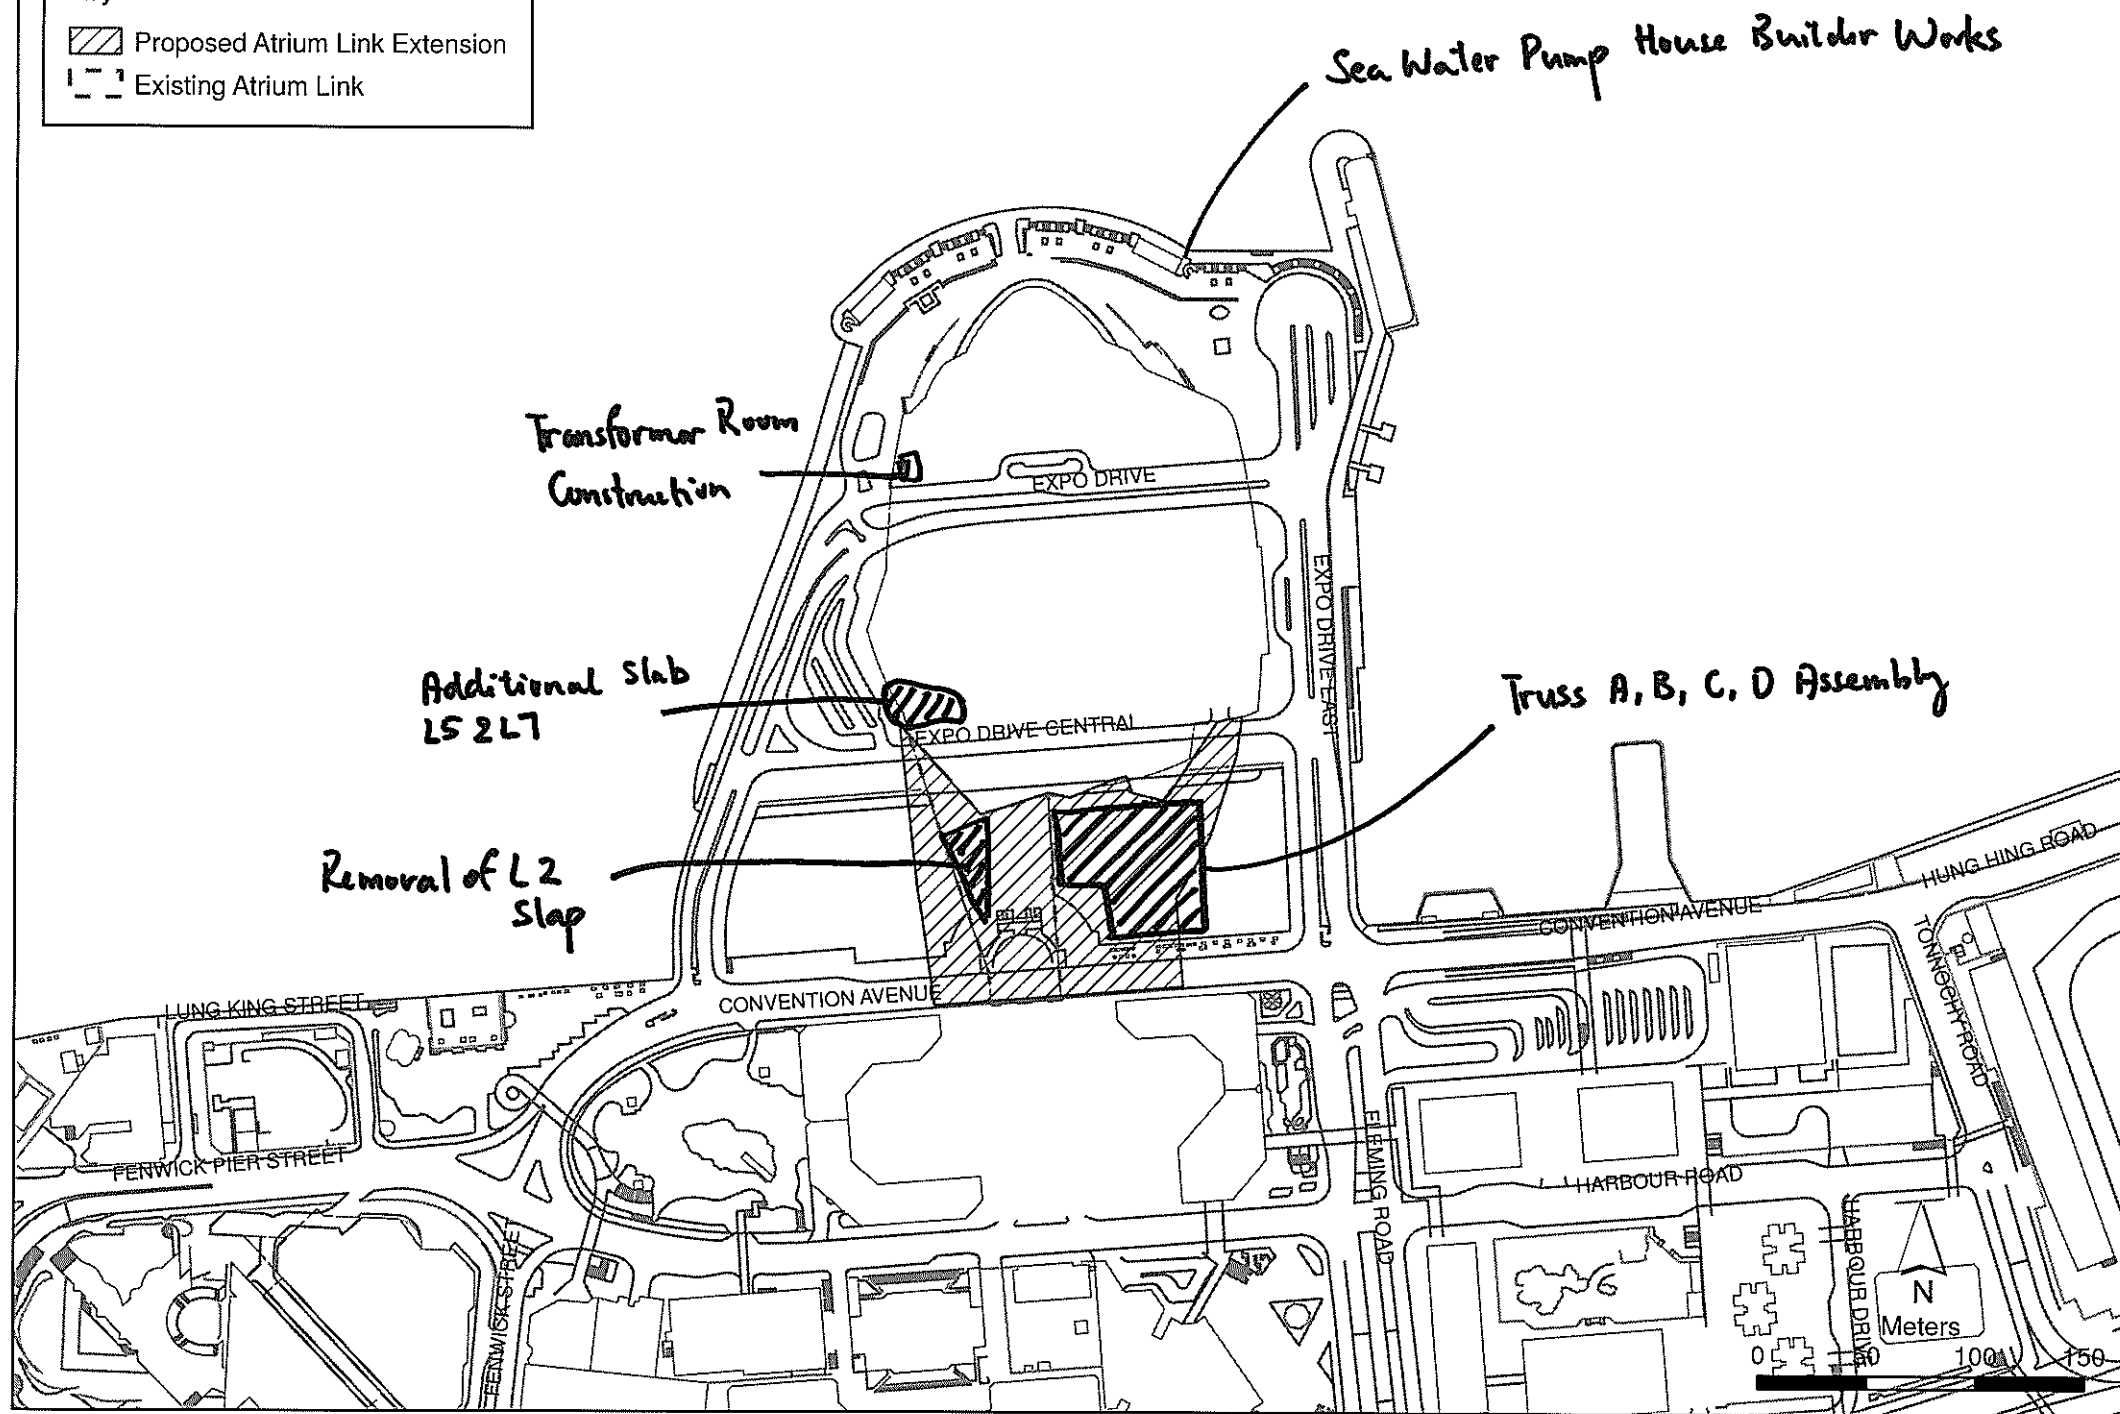 Proposed Atrium Link Extension
Existing Atrium Link
Sea Water Pump House Builder Works
Transformer Room
Construction
EXPO DRIVE
EXPO DRIVE EAST
Additional Slab
L5 & L7
EXPO DRIVE CENTRAL
Truss A, B, C, D Assembly
Removal of L2
Slap
HUNG HING ROAD
CONVENTION AVENUE
TONNOCHY ROAD
LUNG KING STREET
CONVENTION AVENUE
FENWICK PIER STREET
FLEMING ROAD
HARBOUR ROAD
FENWICK STREET
HARBOUR DRIVE
N
Meters
0 50 100 150